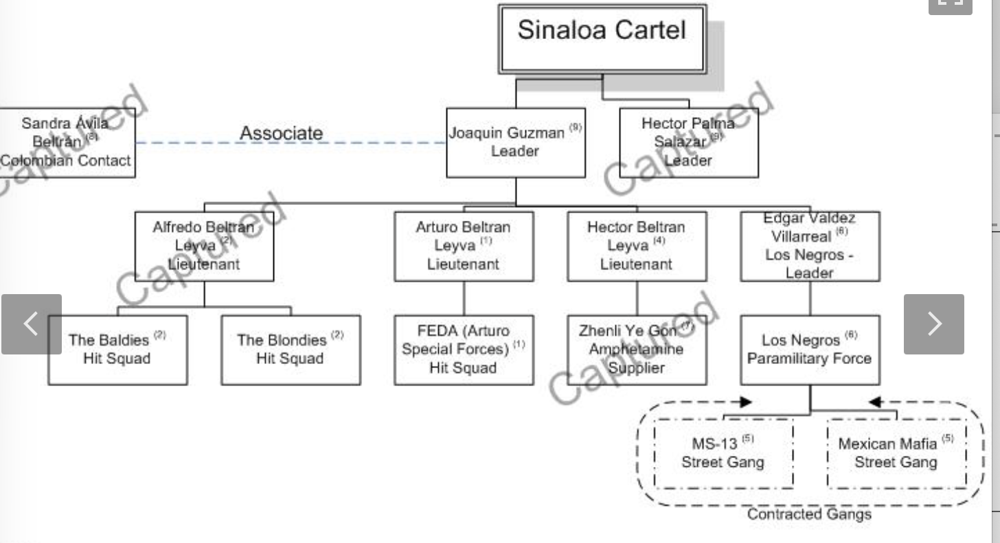 Sinaloa Cartel
Sandra Ávila
Beltrán (8)
Colombian Contact
Captured
Associate
Joaquin Guzman (9)
Leader
Hector Palma
Salazar (9)
Leader
Captured
Alfredo Beltran
Leyva (2)
Lieutenant
Captured
Arturo Beltran
Leyva (1)
Lieutenant
Hector Beltran
Leyva (4)
Lieutenant
Edgar Valdez
Villarreal (6)
Los Negros -
Leader
The Baldies (2)
Hit Squad
The Blondies (2)
Hit Squad
FEDA (Arturo
Special Forces) (1)
Hit Squad
Zhenli Ye Gon (7)
Amphetamine
Supplier
Captured
Los Negros (6)
Paramilitary Force
MS-13 (5)
Street Gang
Mexican Mafia (5)
Street Gang
Contracted Gangs